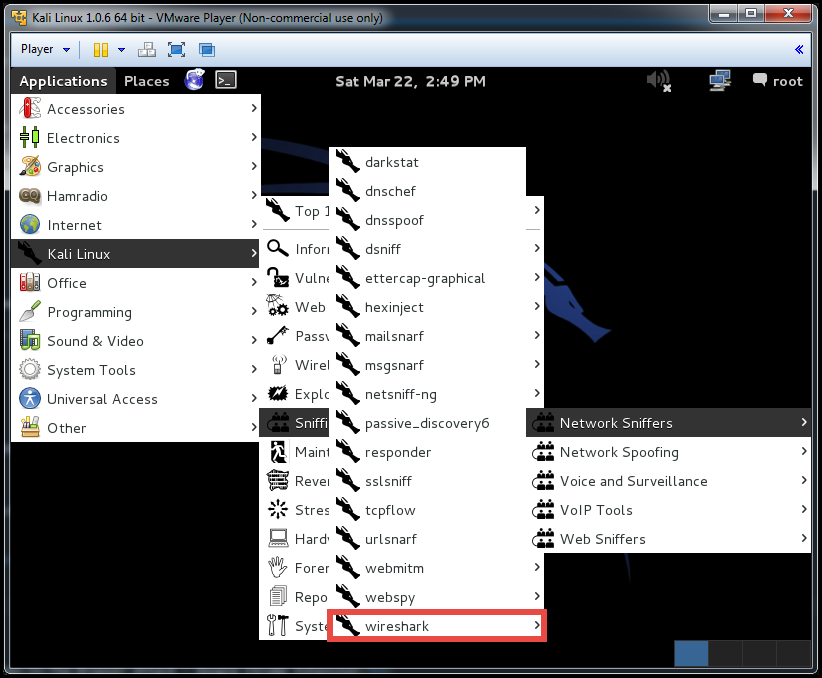 Kali Linux 1.0.6 64 bit - VMware Player (Non-commercial use only)
Player
Applications Places Sat Mar 22, 2:49 PM root
Accessories
Electronics
Graphics
Hamradio
Internet
Kali Linux
Office
Programming
Sound & Video
System Tools
Universal Access
Other
Top 1
Infor
Vulne
Web
Passw
Wirel
Explo
Sniffi
Maint
Rever
Stres
Hardw
Foren
Repo
Syste
darkstat
dnschef
dnsspoof
dsniff
ettercap-graphical
hexinject
mailsnarf
msgsnarf
netsniff-ng
passive_discovery6
responder
sslsniff
tcpflow
urlsnarf
webmitm
webspy
wireshark
Network Sniffers
Network Spoofing
Voice and Surveillance
VoIP Tools
Web Sniffers